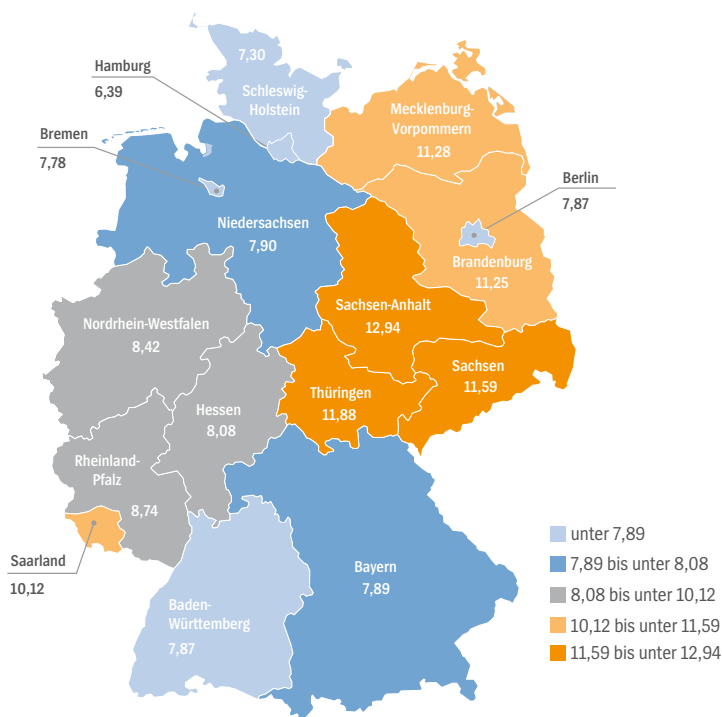 7,30
Schleswig-
Holstein
Hamburg
6,39
Mecklenburg-
Vorpommern
11,28
Bremen
7,78
Berlin
7,87
Niedersachsen
7,90
Brandenburg
11,25
Sachsen-Anhalt
12,94
Nordrhein-Westfalen
8,42
Sachsen
11,59
Thüringen
11,88
Hessen
8,08
Rheinland-
Pfalz
8,74
Saarland
10,12
Bayern
7,89
Baden-
Württemberg
7,87
unter 7,89
7,89 bis unter 8,08
8,08 bis unter 10,12
10,12 bis unter 11,59
11,59 bis unter 12,94